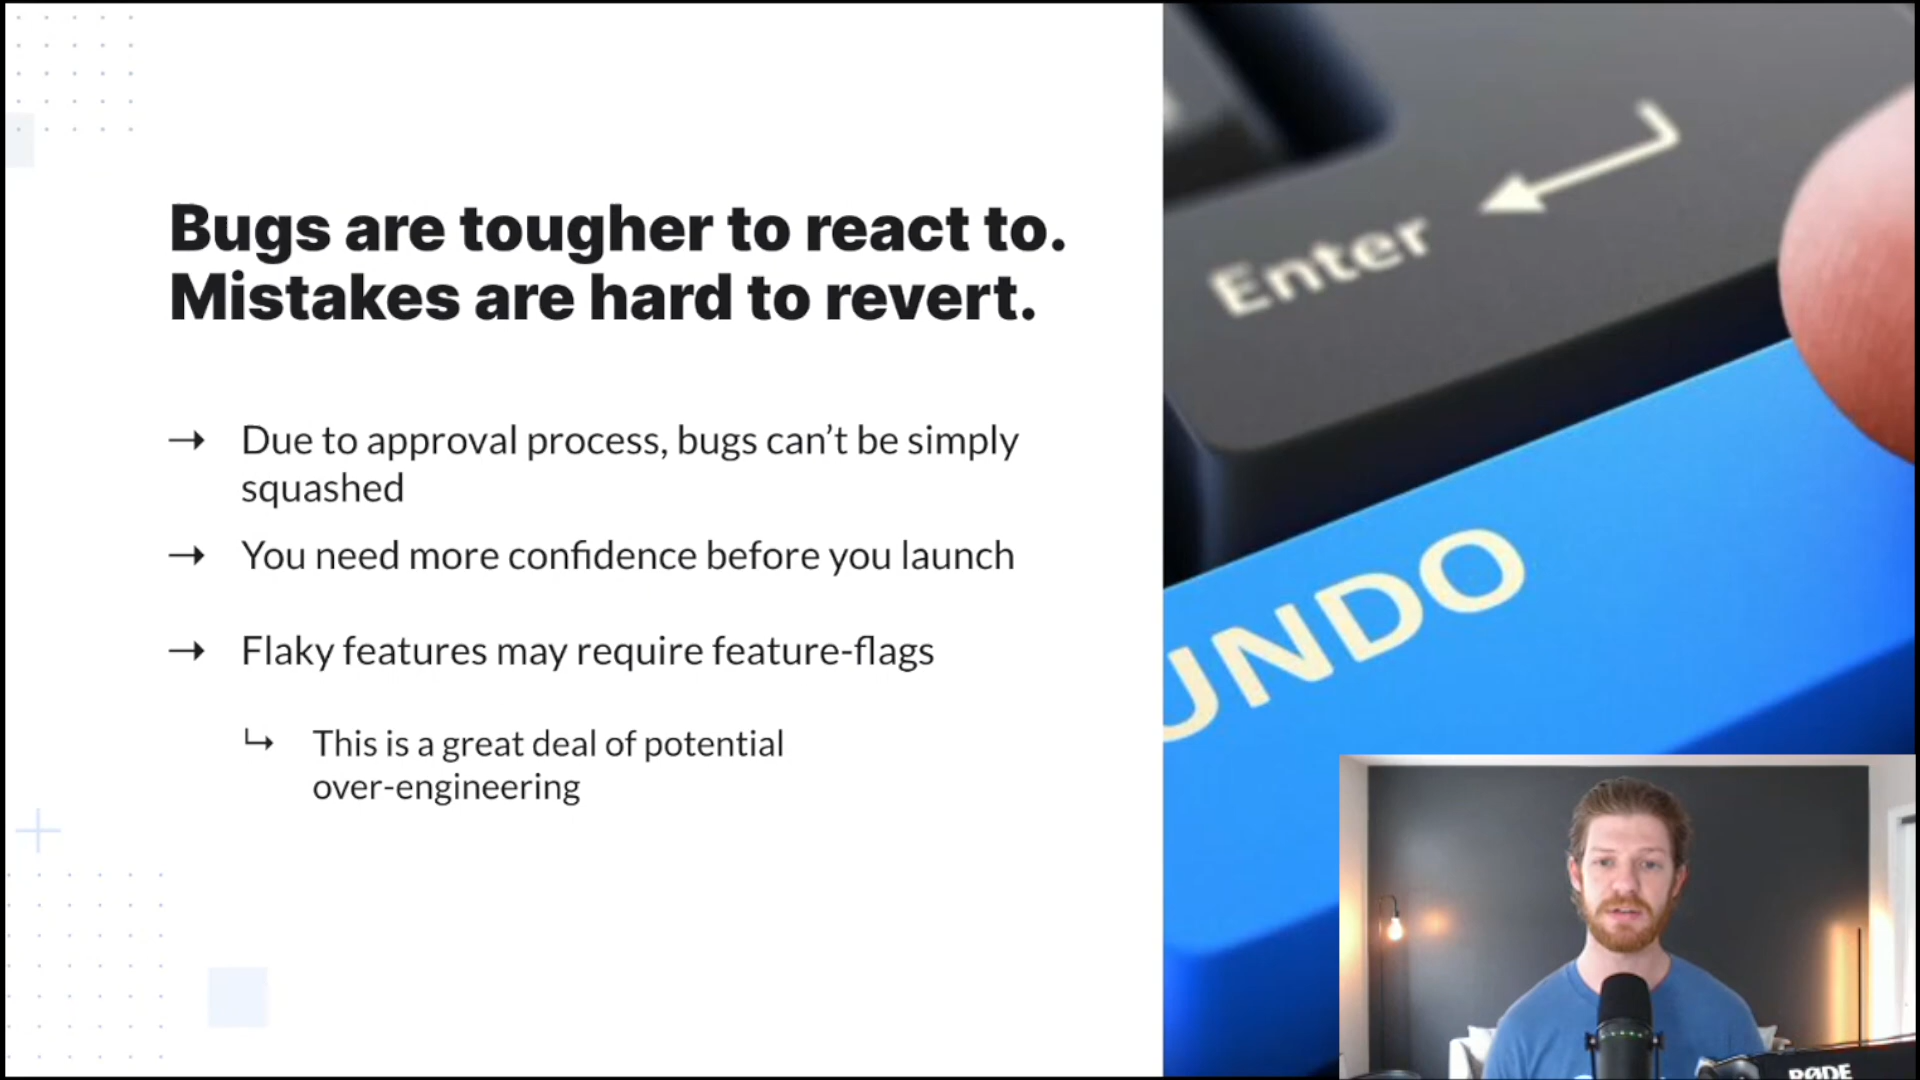 Bugs are tougher to react to.
Mistakes are hard to revert.
→ Due to approval process, bugs can’t be simply
squashed
→ You need more confidence before you launch
→ Flaky features may require feature-flags
↳ This is a great deal of potential
over-engineering
Enter
UNDO
RØDE